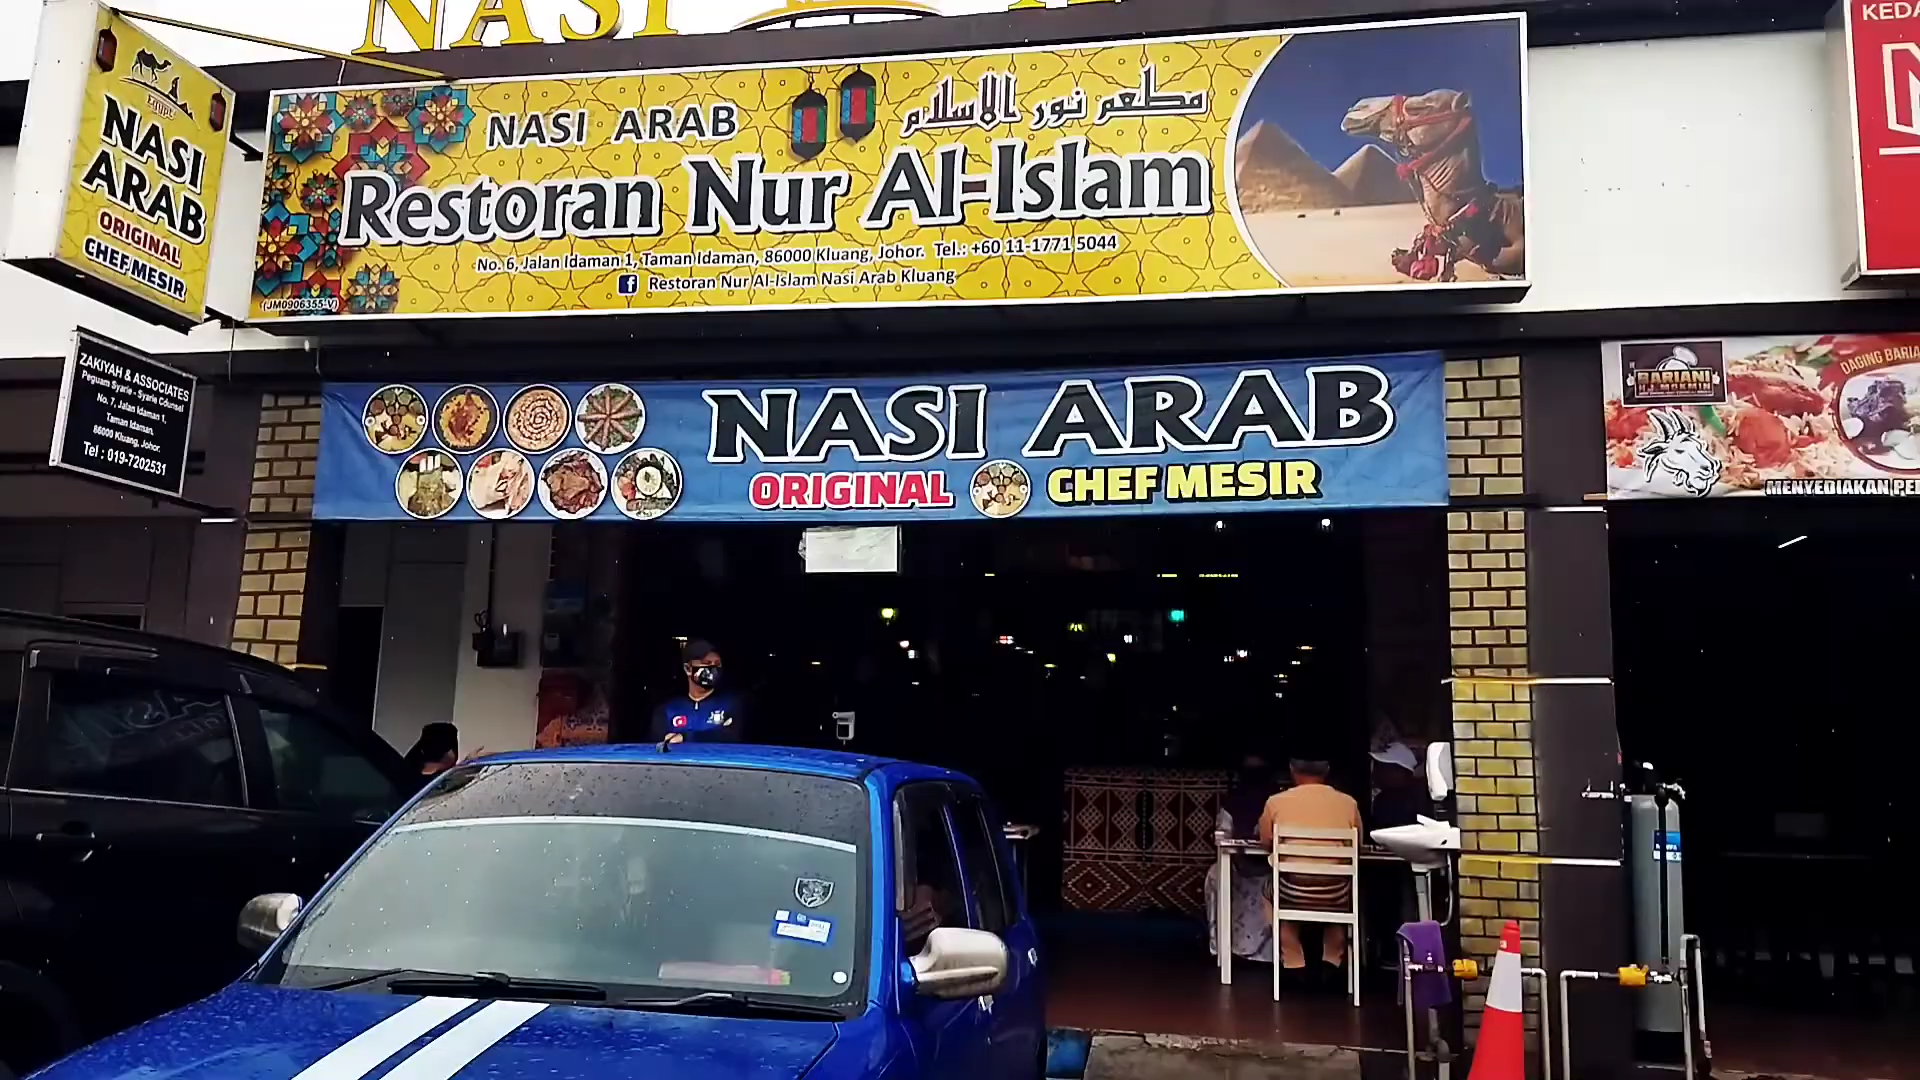 NASI
Egypt
NASI
ARAB
ORIGINAL
CHEF MESIR
NASI ARAB
مطعم نور الاسلام
Restoran Nur Al-Islam
No. 6, Jalan Idaman 1, Taman Idaman, 86000 Kluang, Johor. Tel.: +60 11-1771 5044
Restoran Nur Al-Islam Nasi Arab Kluang
(JM0906355-V)
ZAKIYAH & ASSOCIATES
Peguam Syarie - Syarie Counsel
No. 7, Jalan Idaman 1,
Taman Idaman,
86000 Kluang, Johor.
Tel : 019-7202531
NASI ARAB
ORIGINAL CHEF MESIR
KEDA
BARIANI
DAGING BARIA
MENYEDIAKAN PE